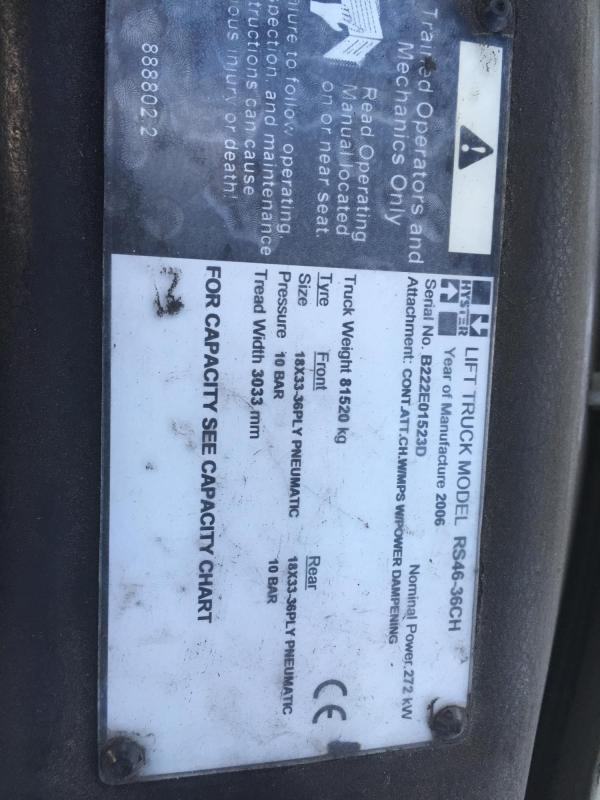 Trained Operators and
Mechanics Only
Read Operating
Manual located
on or near seat.
ilure to follow operating,
pection, and maintenance
tructions can cause
ious injury or death!
888802-2
HYSTER
LIFT TRUCK MODEL RS46-36CH
Year of Manufacture 2006 Nominal Power 272 kW
Serial No. B222E01523D
Attachment: CONT.ATT.CH.W/MPS W/POWER DAMPENING
Truck Weight 81520 kg
Tyre Front Rear
Size 18X33-36PLY PNEUMATIC 18X33-36PLY PNEUMATIC
Pressure 10 BAR 10 BAR
Tread Width 3033 mm
CE
FOR CAPACITY SEE CAPACITY CHART